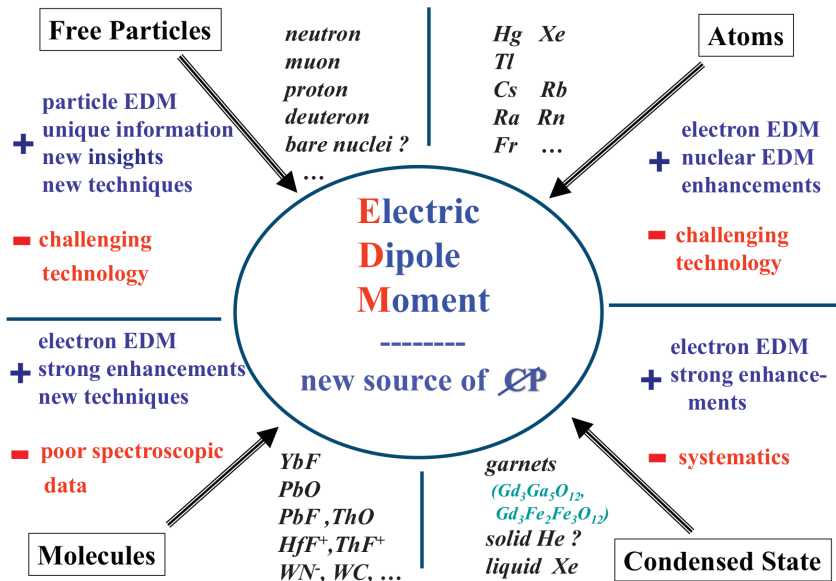 Free Particles
+ particle EDM
unique information
new insights
new techniques
- challenging
technology
neutron
muon
proton
deuteron
bare nuclei ?
...
Hg Xe
Tl
Cs Rb
Ra Rn
Fr ...
Atoms
+ electron EDM
nuclear EDM
enhancements
- challenging
technology
Electric
Dipole
Moment
--------
new source of CP
+ electron EDM
strong enhancements
new techniques
- poor spectroscopic
data
Molecules
YbF
PbO
PbF ,ThO
HfF⁺,ThF⁺
WN⁻, WC, ...
garnets
(Gd₃Ga₅O₁₂,
Gd₃Fe₂Fe₃O₁₂)
solid He ?
liquid Xe
+ electron EDM
strong enhance-
ments
- systematics
Condensed State